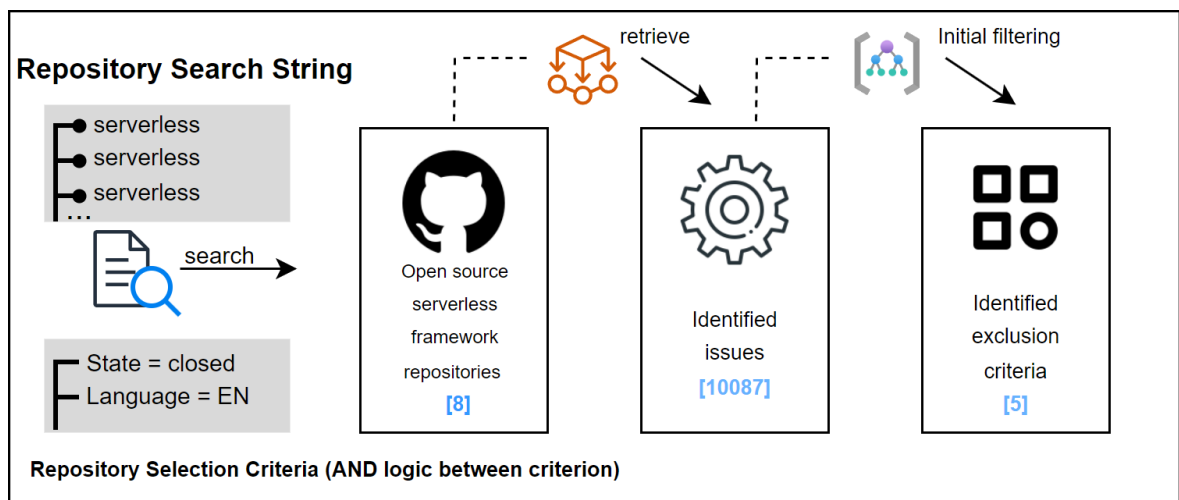 Repository Search String
serverless
serverless
serverless
...
search
State = closed
Language = EN
Repository Selection Criteria (AND logic between criterion)
Open source
serverless
framework
repositories
[8]
retrieve
Identified
issues
[10087]
Initial filtering
Identified
exclusion
criteria
[5]